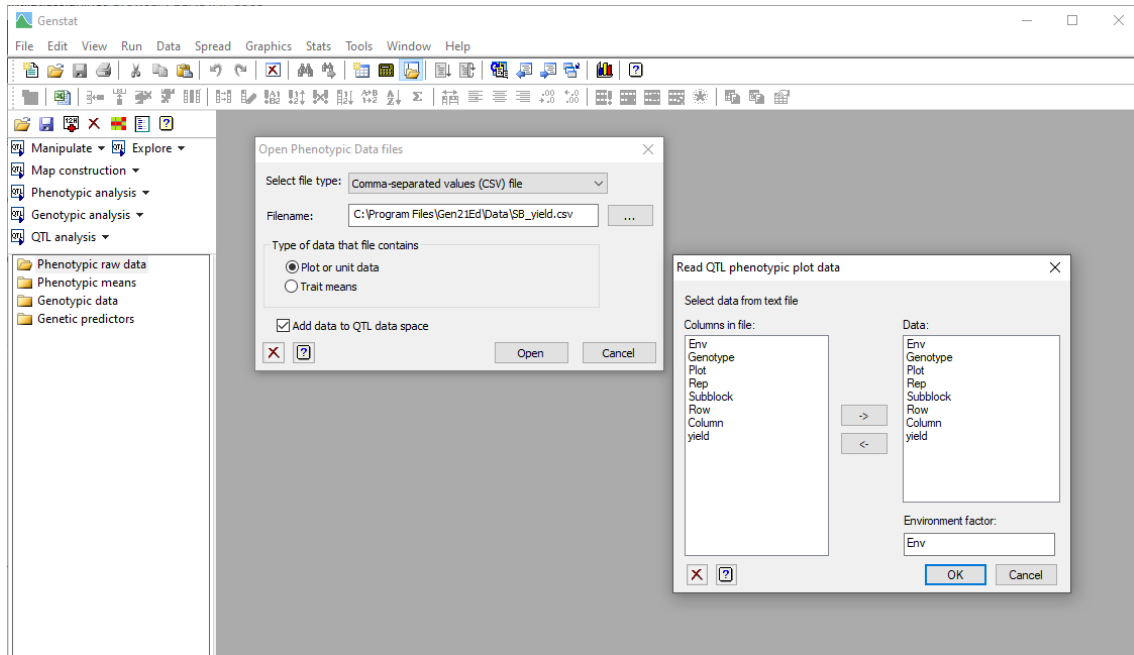 Genstat
File Edit View Run Data Spread Graphics Stats Tools Window Help
Manipulate Explore
Map construction
Phenotypic analysis
Genotypic analysis
QTL analysis
Phenotypic raw data
Phenotypic means
Genotypic data
Genetic predictors
Open Phenotypic Data files
Select file type: Comma-separated values (CSV) file
Filename: C:\Program Files\Gen21Ed\Data\SB_yield.csv ...
Type of data that file contains
Plot or unit data
Trait means
Add data to QTL data space
Open Cancel
Read QTL phenotypic plot data
Select data from text file
Columns in file:
Env
Genotype
Plot
Rep
Subblock
Row
Column
yield
->
<-
Data:
Env
Genotype
Plot
Rep
Subblock
Row
Column
yield
Environment factor:
Env
OK Cancel